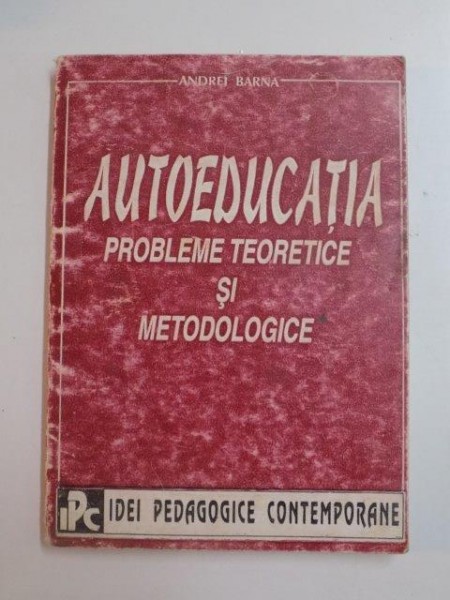 ANDREI BARNA
AUTOEDUCAȚIA
PROBLEME TEORETICE
ȘI
METODOLOGICE
iPC IDEI PEDAGOGICE CONTEMPORANE